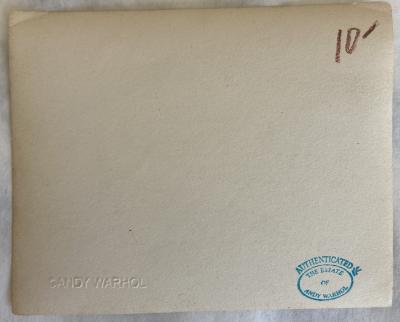 10'
©ANDY WARHOL
AUTHENTICATED
THE ESTATE
OF
ANDY WARHOL